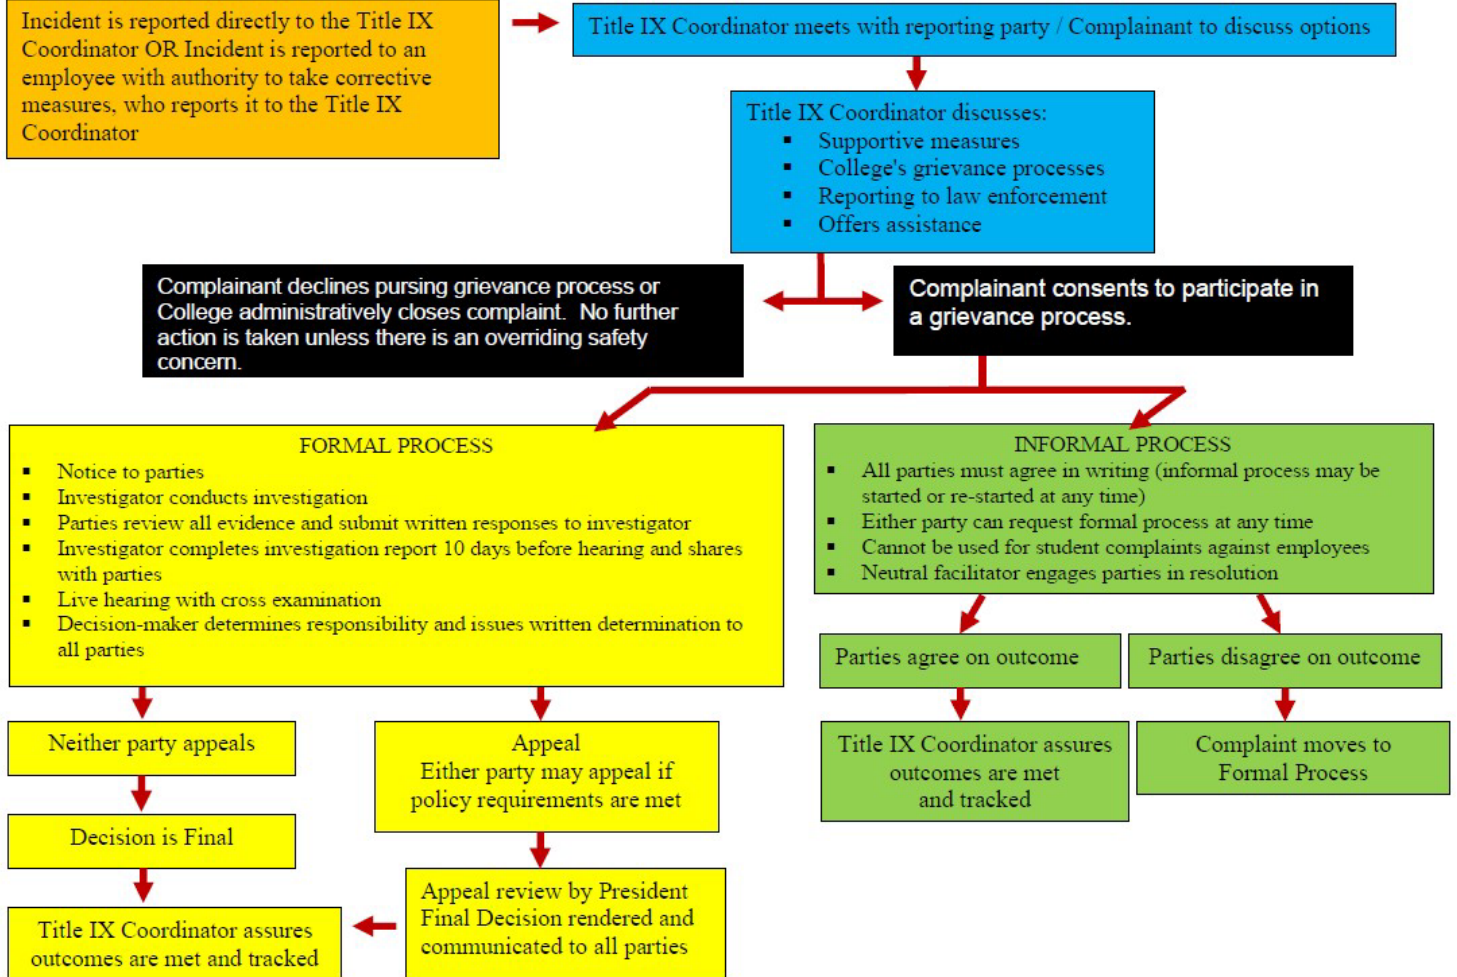 Incident is reported directly to the Title IX
Coordinator OR Incident is reported to an
employee with authority to take corrective
measures, who reports it to the Title IX
Coordinator
Title IX Coordinator meets with reporting party / Complainant to discuss options
Title IX Coordinator discusses:
▪ Supportive measures
▪ College's grievance processes
▪ Reporting to law enforcement
▪ Offers assistance
Complainant declines pursing grievance process or
College administratively closes complaint. No further
action is taken unless there is an overriding safety
concern.
Complainant consents to participate in
a grievance process.
FORMAL PROCESS
▪ Notice to parties
▪ Investigator conducts investigation
▪ Parties review all evidence and submit written responses to investigator
▪ Investigator completes investigation report 10 days before hearing and shares
with parties
▪ Live hearing with cross examination
▪ Decision-maker determines responsibility and issues written determination to
all parties
INFORMAL PROCESS
▪ All parties must agree in writing (informal process may be
started or re-started at any time)
▪ Either party can request formal process at any time
▪ Cannot be used for student complaints against employees
▪ Neutral facilitator engages parties in resolution
Parties agree on outcome
Parties disagree on outcome
Neither party appeals
Appeal
Either party may appeal if
policy requirements are met
Title IX Coordinator assures
outcomes are met
and tracked
Complaint moves to
Formal Process
Decision is Final
Appeal review by President
Final Decision rendered and
communicated to all parties
Title IX Coordinator assures
outcomes are met and tracked